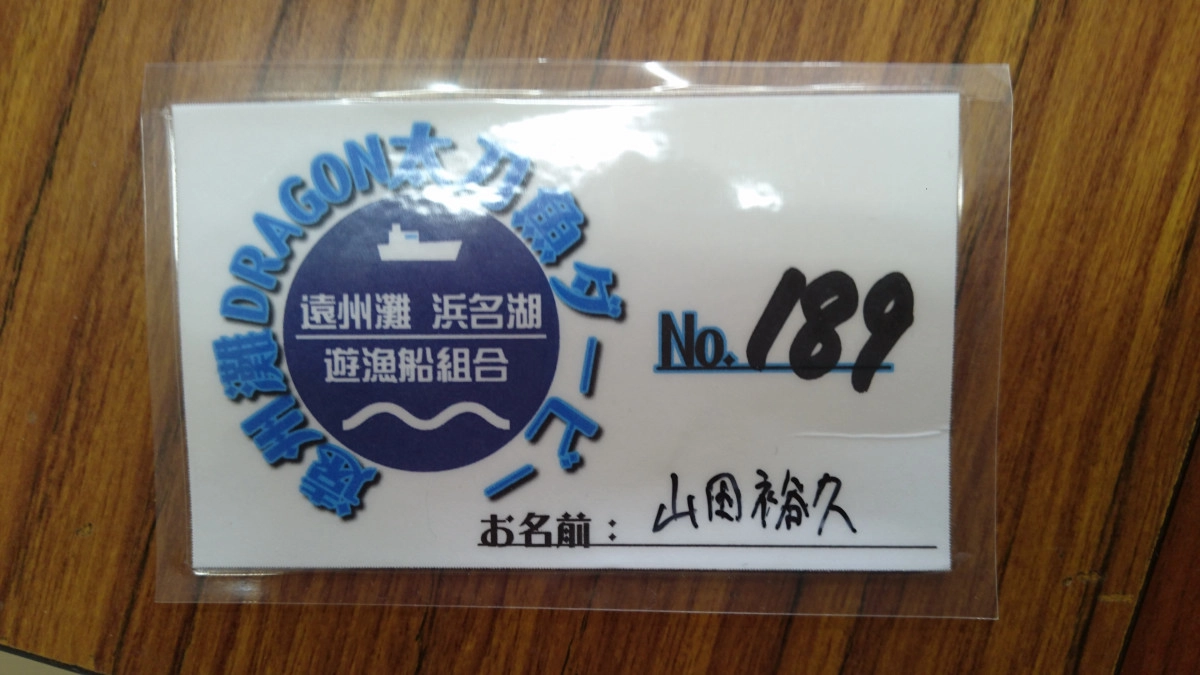 遠州灘DRAGON太刀魚ダービー
遠州灘 浜名湖
遊漁船組合
No. 189
お名前： 山田裕久